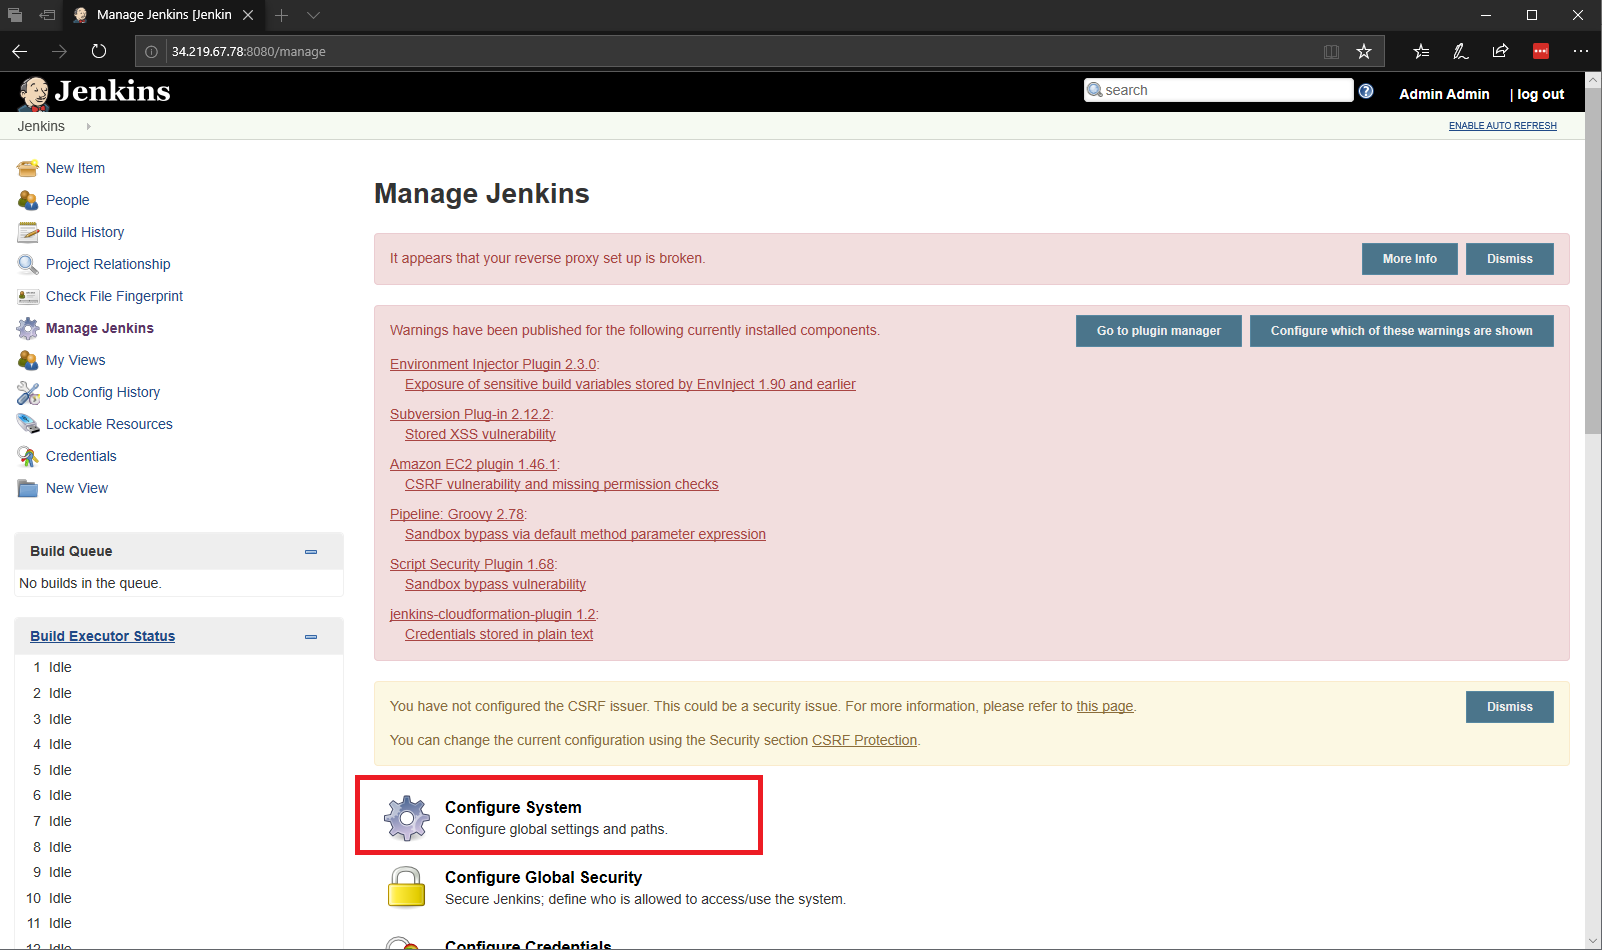 Manage Jenkins [Jenkin
34.219.67.78:8080/manage
Jenkins
search
Admin Admin
| log out
Jenkins
ENABLE AUTO REFRESH
New Item
People
Build History
Project Relationship
Check File Fingerprint
Manage Jenkins
My Views
Job Config History
Lockable Resources
Credentials
New View
Build Queue
No builds in the queue.
Build Executor Status
1 Idle
2 Idle
3 Idle
4 Idle
5 Idle
6 Idle
7 Idle
8 Idle
9 Idle
10 Idle
11 Idle
12 Idle
Manage Jenkins
It appears that your reverse proxy set up is broken.
More Info
Dismiss
Warnings have been published for the following currently installed components.
Go to plugin manager
Configure which of these warnings are shown
Environment Injector Plugin 2.3.0:
Exposure of sensitive build variables stored by EnvInject 1.90 and earlier
Subversion Plug-in 2.12.2:
Stored XSS vulnerability
Amazon EC2 plugin 1.46.1:
CSRF vulnerability and missing permission checks
Pipeline: Groovy 2.78:
Sandbox bypass via default method parameter expression
Script Security Plugin 1.68:
Sandbox bypass vulnerability
jenkins-cloudformation-plugin 1.2:
Credentials stored in plain text
You have not configured the CSRF issuer. This could be a security issue. For more information, please refer to this page.
Dismiss
You can change the current configuration using the Security section CSRF Protection.
Configure System
Configure global settings and paths.
Configure Global Security
Secure Jenkins; define who is allowed to access/use the system.
Configure Credentials